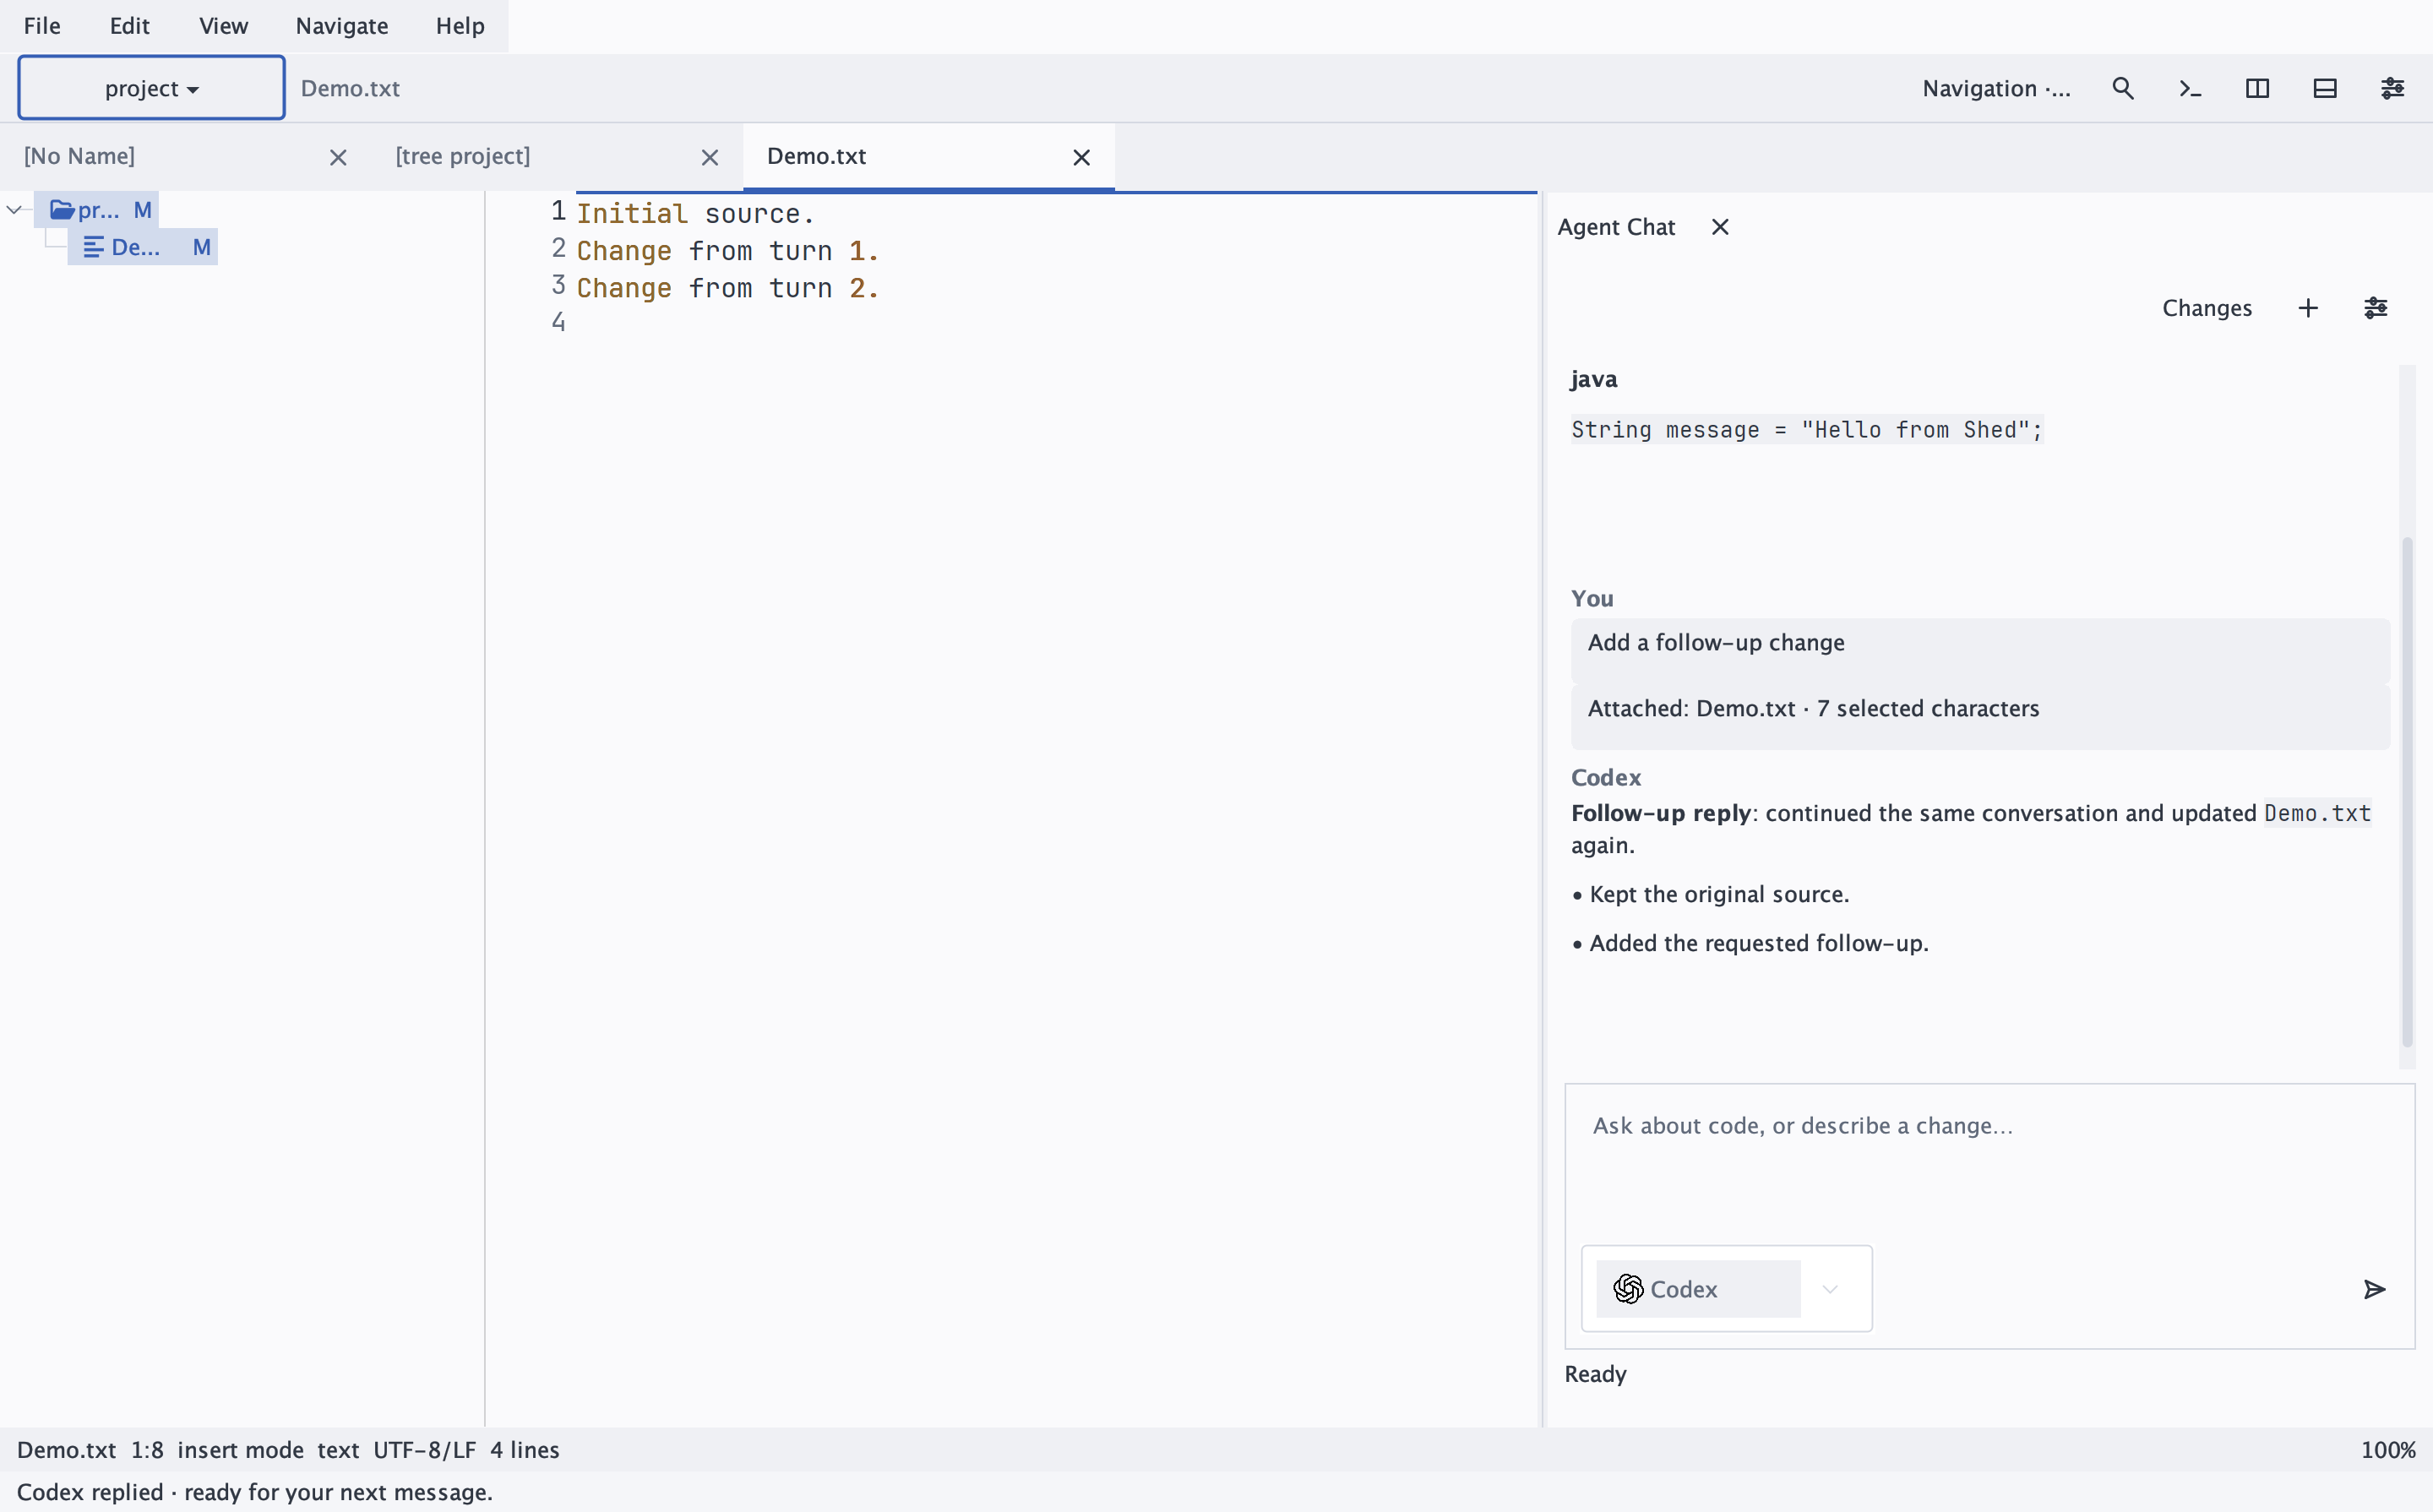 File Edit View Navigate Help
project Demo.txt Navigation ·...
[No Name] [tree project] Demo.txt
pr... M
De... M
1 Initial source.
2 Change from turn 1.
3 Change from turn 2.
4
Agent Chat
Changes
java
String message = "Hello from Shed";
You
Add a follow-up change
Attached: Demo.txt · 7 selected characters
Codex
Follow-up reply: continued the same conversation and updated Demo.txt
again.
• Kept the original source.
• Added the requested follow-up.
Ask about code, or describe a change...
Codex
Ready
Demo.txt 1:8 insert mode text UTF-8/LF 4 lines 100%
Codex replied · ready for your next message.